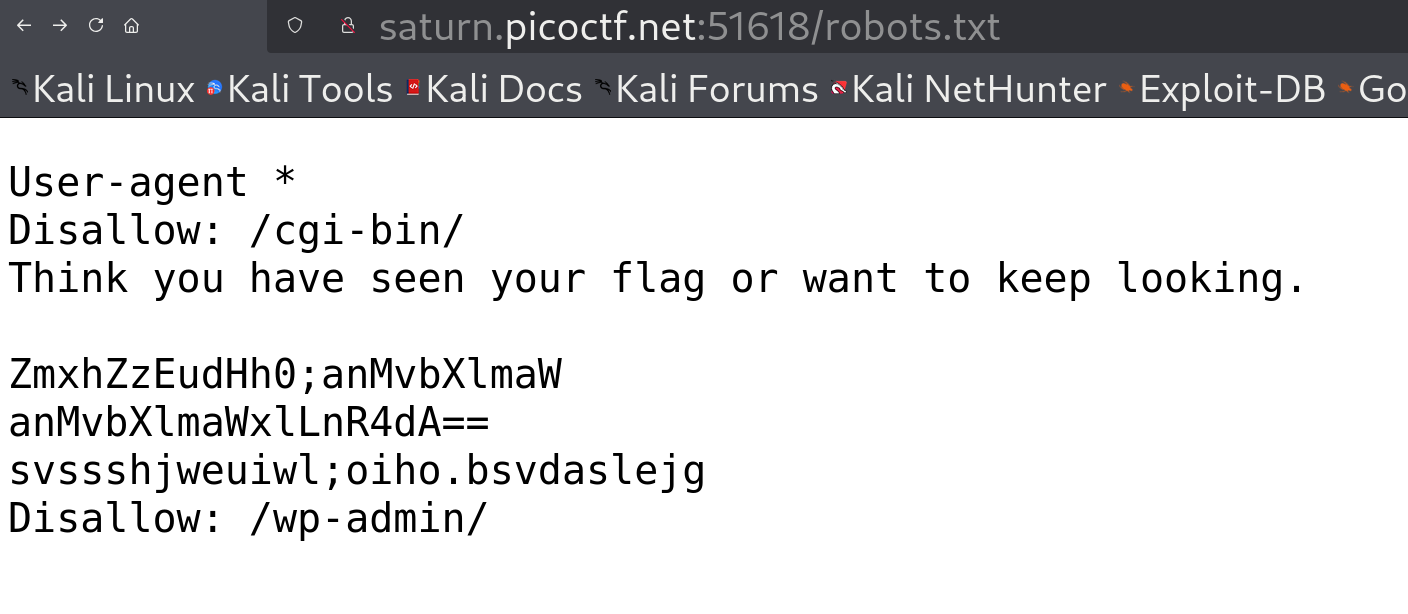 saturn.picoctf.net:51618/robots.txt
Kali Linux Kali Tools Kali Docs Kali Forums Kali NetHunter Exploit-DB Go
User-agent *
Disallow: /cgi-bin/
Think you have seen your flag or want to keep looking.
ZmxhZzEudHh0;anMvbXlmaW
anMvbXlmaWxlLnR4dA==
svssshjweuiwl;oiho.bsvdaslejg
Disallow: /wp-admin/